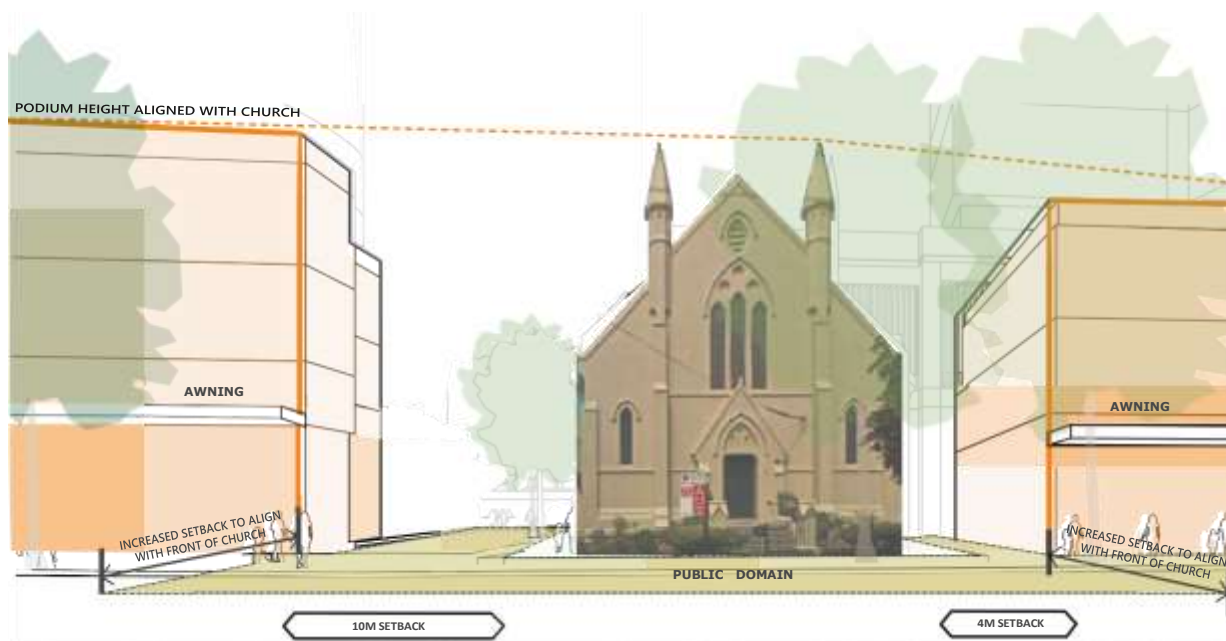 PODIUM HEIGHT ALIGNED WITH CHURCH
AWNING
AWNING
INCREASED SETBACK TO ALIGN
WITH FRONT OF CHURCH
INCREASED SETBACK TO ALIGN
WITH FRONT OF CHURCH
PUBLIC DOMAIN
10M SETBACK
4M SETBACK